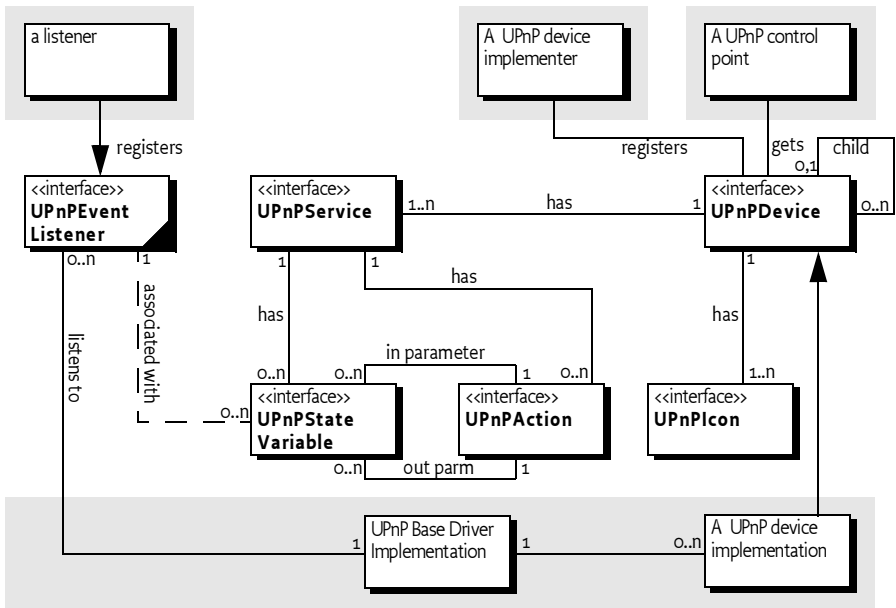 a listener
A UPnP device
implementer
A UPnP control
point
registers
registers
gets
child
0,1
0..n
<<interface>>
UPnPEvent
Listener
<<interface>>
UPnPService
1..n
has
1
<<interface>>
UPnPDevice
0..n
1
1
1
1
has
associated with
listens to
has
has
in parameter
0..n
0..n
1
0..n
1..n
0..n
<<interface>>
UPnPState
Variable
<<interface>>
UPnPAction
<<interface>>
UPnPIcon
0..n
out parm
1
UPnP Base Driver
Implementation
1
1
0..n
A UPnP device
implementation